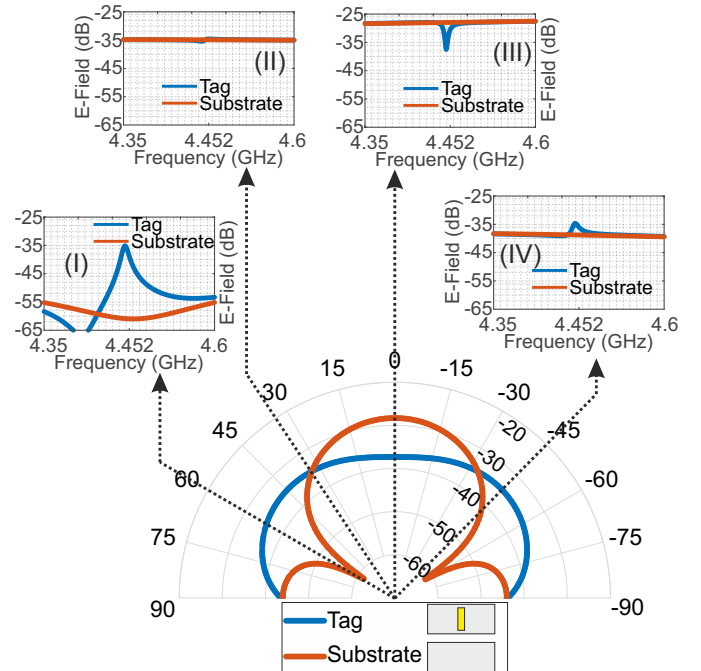 -25
-35
-45
-55
-65
E-Field (dB)
(II)
Tag
Substrate
4.35
4.452
4.6
Frequency (GHz)
-25
-35
-45
-55
-65
E-Field (dB)
(III)
Tag
Substrate
4.35
4.452
4.6
Frequency (GHz)
-25
-35
-45
-55
-65
E-Field (dB)
(I)
Tag
Substrate
4.35
4.452
4.6
Frequency (GHz)
-25
-35
-45
-55
-65
E-Field (dB)
(IV)
Tag
Substrate
4.35
4.452
4.6
Frequency (GHz)
90
75
60
45
30
15
0
-15
-30
-45
-60
-75
-90
-20
-30
-40
-50
-60
Tag
Substrate